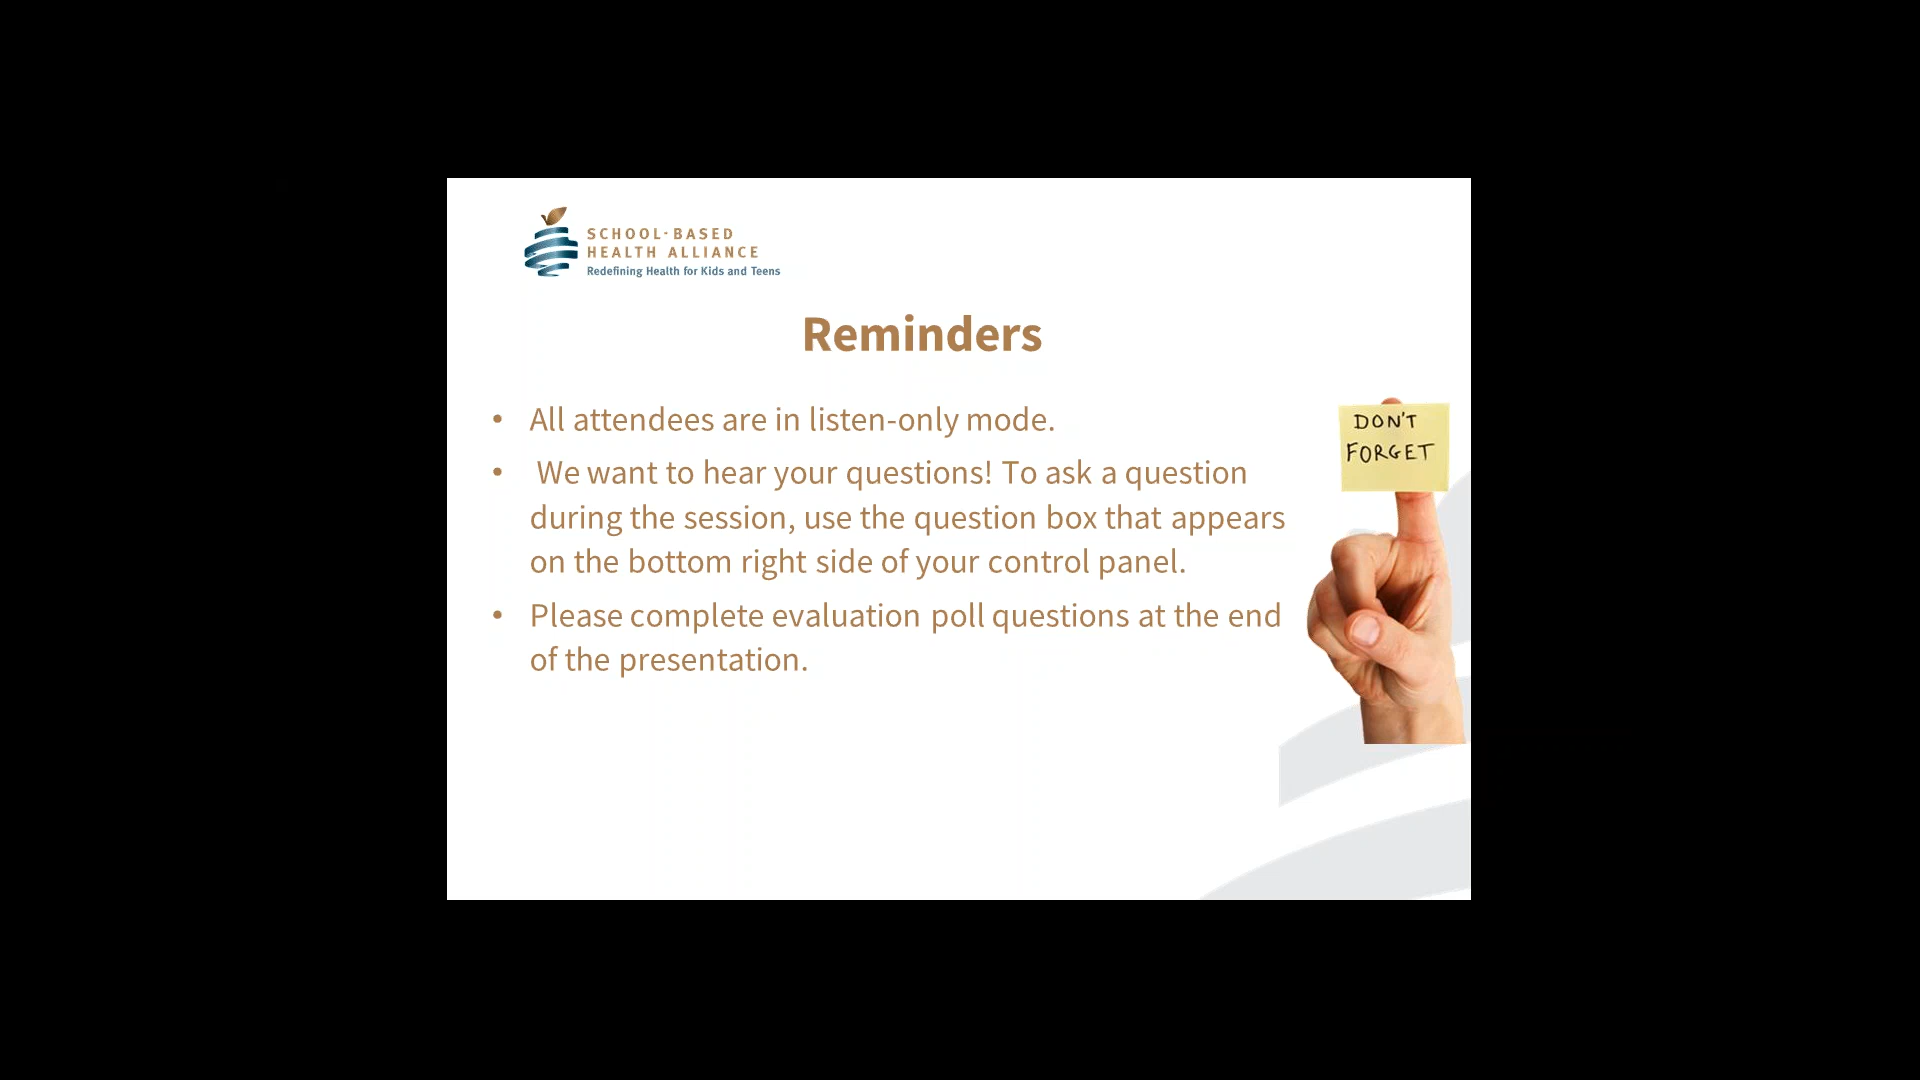 SCHOOL-BASED
HEALTH ALLIANCE
Redefining Health for Kids and Teens
Reminders
• All attendees are in listen-only mode.
• We want to hear your questions! To ask a question
during the session, use the question box that appears
on the bottom right side of your control panel.
• Please complete evaluation poll questions at the end
of the presentation.
DON'T
FORGET